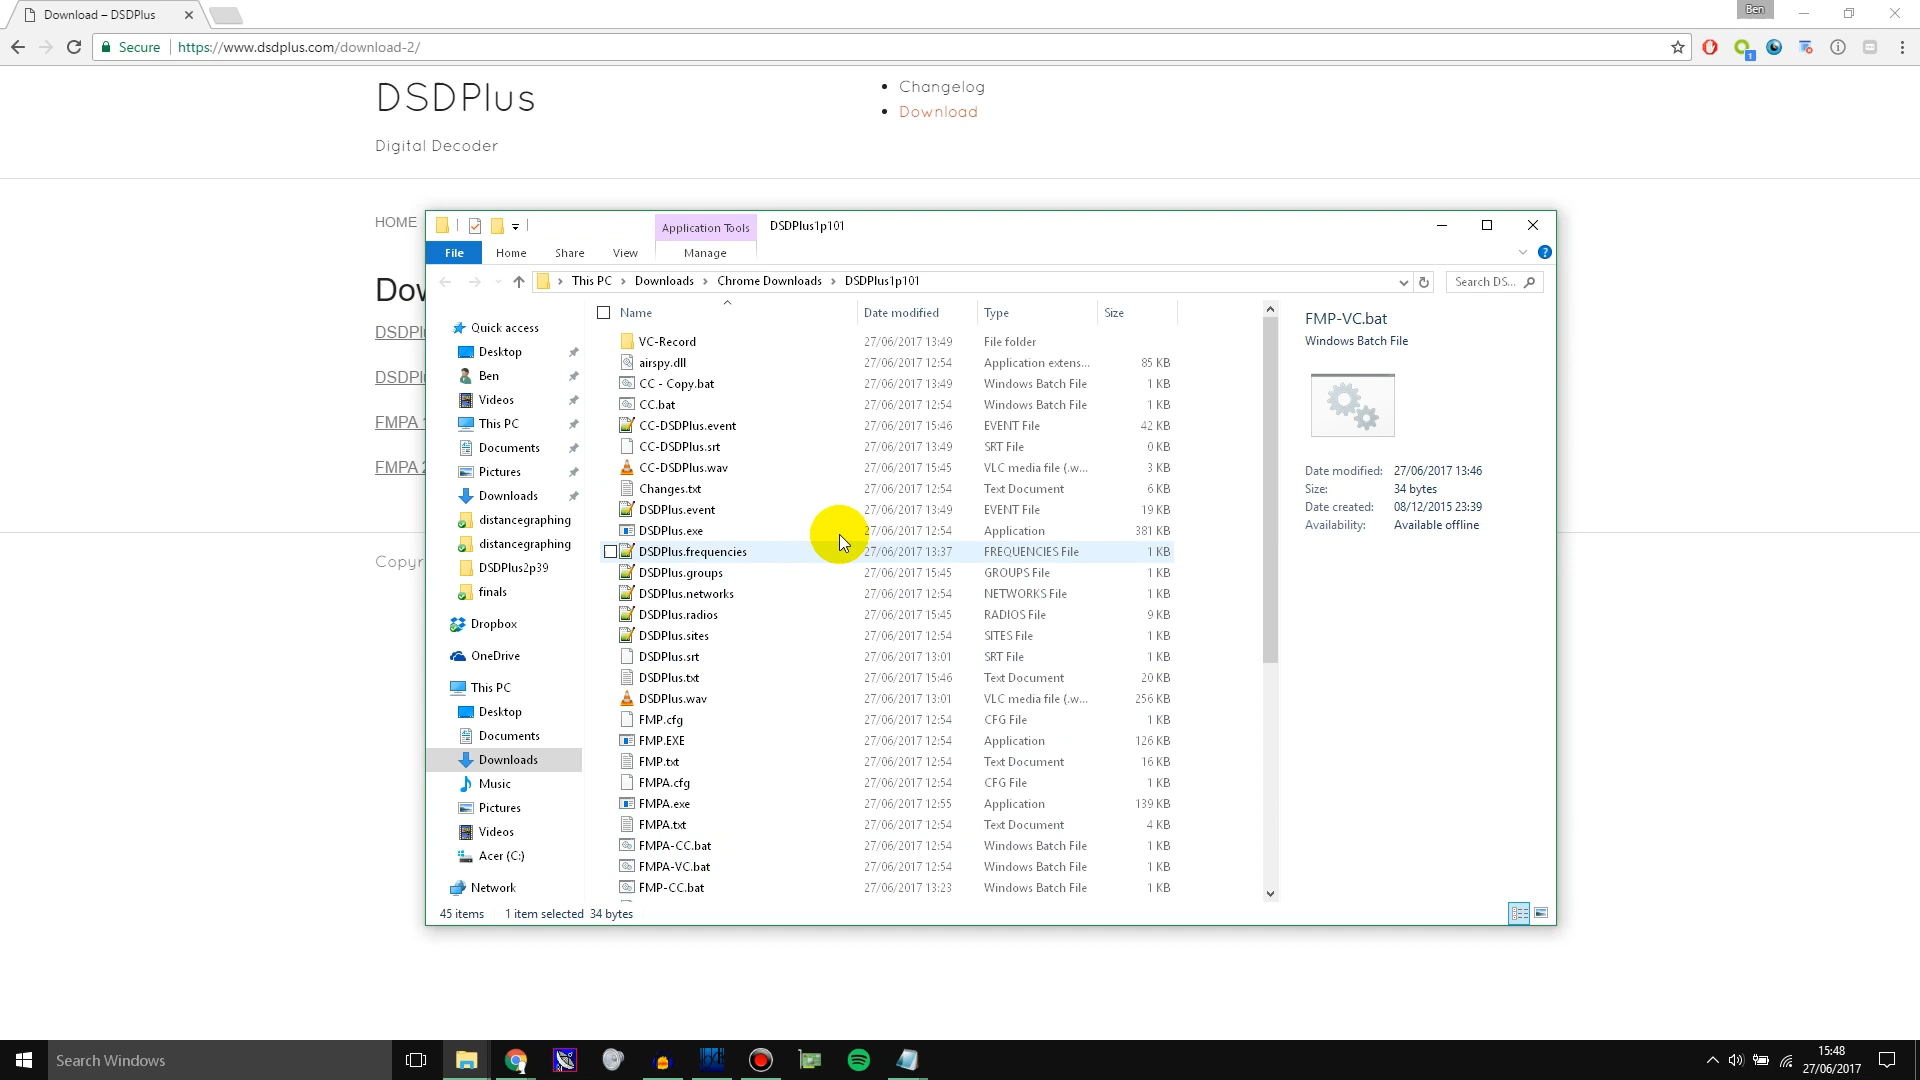 Download – DSDPlus
Ben
Secure https://www.dsdplus.com/download-2/
DSDPlus
Digital Decoder
Changelog
Download
HOME
Application Tools
DSDPlus1p101
File Home Share View Manage
This PC Downloads Chrome Downloads DSDPlus1p101
Search DS...
Dow
DSDPl
DSDPl
FMPA
FMPA 2
Copyr
Quick access
Desktop
Ben
Videos
This PC
Documents
Pictures
Downloads
distancegraphing
distancegraphing
DSDPlus2p39
finals
Dropbox
OneDrive
This PC
Desktop
Documents
Downloads
Music
Pictures
Videos
Acer (C:)
Network
Name Date modified Type Size
VC-Record 27/06/2017 13:49 File folder
airspy.dll 27/06/2017 12:54 Application extens... 85 KB
CC - Copy.bat 27/06/2017 13:49 Windows Batch File 1 KB
CC.bat 27/06/2017 12:54 Windows Batch File 1 KB
CC-DSDPlus.event 27/06/2017 15:46 EVENT File 42 KB
CC-DSDPlus.srt 27/06/2017 13:49 SRT File 0 KB
CC-DSDPlus.wav 27/06/2017 15:45 VLC media file (.w... 3 KB
Changes.txt 27/06/2017 12:54 Text Document 6 KB
DSDPlus.event 27/06/2017 13:49 EVENT File 19 KB
DSDPlus.exe 27/06/2017 12:54 Application 381 KB
DSDPlus.frequencies 27/06/2017 13:37 FREQUENCIES File 1 KB
DSDPlus.groups 27/06/2017 15:45 GROUPS File 1 KB
DSDPlus.networks 27/06/2017 12:54 NETWORKS File 1 KB
DSDPlus.radios 27/06/2017 15:45 RADIOS File 9 KB
DSDPlus.sites 27/06/2017 12:54 SITES File 1 KB
DSDPlus.srt 27/06/2017 13:01 SRT File 1 KB
DSDPlus.txt 27/06/2017 15:46 Text Document 20 KB
DSDPlus.wav 27/06/2017 13:01 VLC media file (.w... 256 KB
FMP.cfg 27/06/2017 12:54 CFG File 1 KB
FMP.EXE 27/06/2017 12:54 Application 126 KB
FMP.txt 27/06/2017 12:54 Text Document 16 KB
FMPA.cfg 27/06/2017 12:54 CFG File 1 KB
FMPA.exe 27/06/2017 12:55 Application 139 KB
FMPA.txt 27/06/2017 12:54 Text Document 4 KB
FMPA-CC.bat 27/06/2017 12:54 Windows Batch File 1 KB
FMPA-VC.bat 27/06/2017 12:54 Windows Batch File 1 KB
FMP-CC.bat 27/06/2017 13:23 Windows Batch File 1 KB
FMP-VC.bat
Windows Batch File
Date modified: 27/06/2017 13:46
Size: 34 bytes
Date created: 08/12/2015 23:39
Availability: Available offline
45 items 1 item selected 34 bytes
Search Windows
15:48
27/06/2017